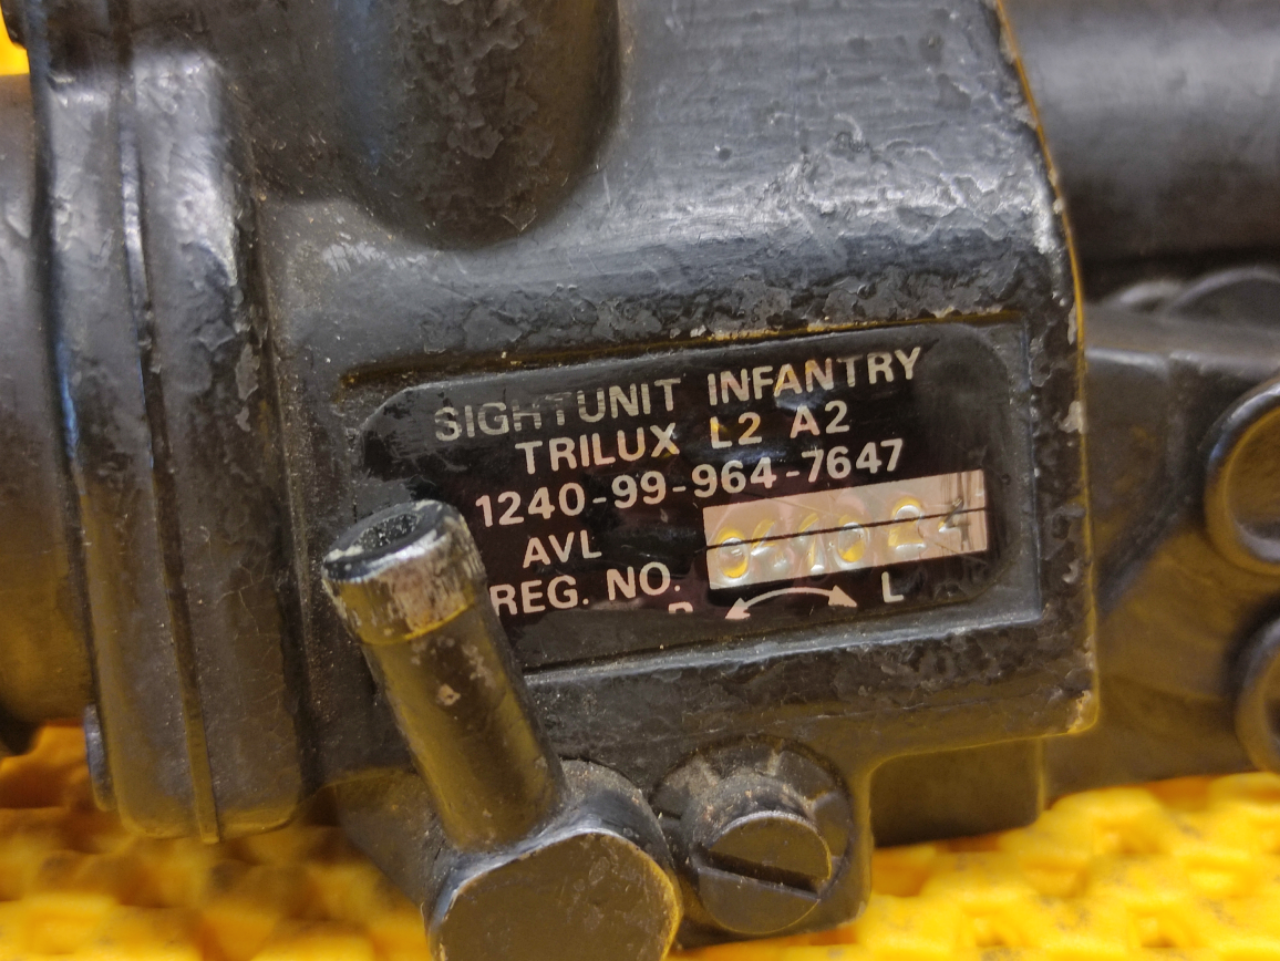 SIGHTUNIT INFANTRY
TRILUX L2 A2
1240-99-964-7647
AVL
REG. NO.
R L